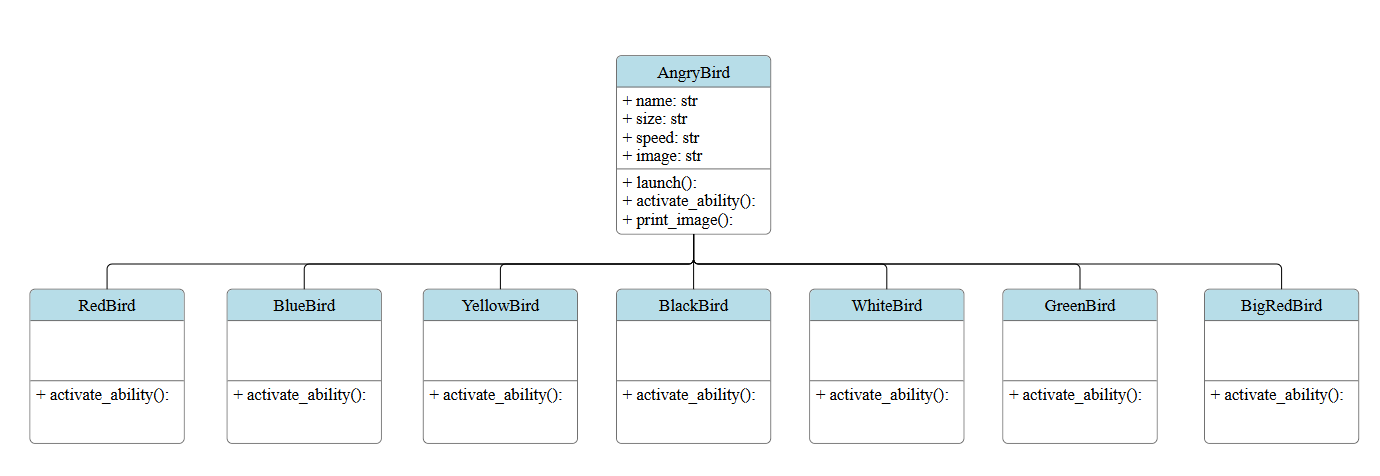 AngryBird
+ name: str
+ size: str
+ speed: str
+ image: str
+ launch():
+ activate_ability():
+ print_image():
RedBird
+ activate_ability():
BlueBird
+ activate_ability():
YellowBird
+ activate_ability():
BlackBird
+ activate_ability():
WhiteBird
+ activate_ability():
GreenBird
+ activate_ability():
BigRedBird
+ activate_ability():